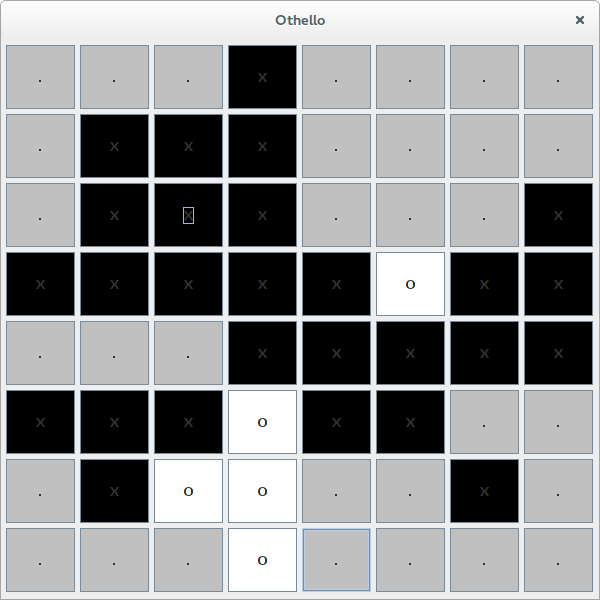 Othello ×
. . . X . . . .
. X X X . . . .
. X X X . . . X
X X X X X O X X
. . . X X X X X
X X X O X X . .
. X O O . . X .
. . . O . . . .